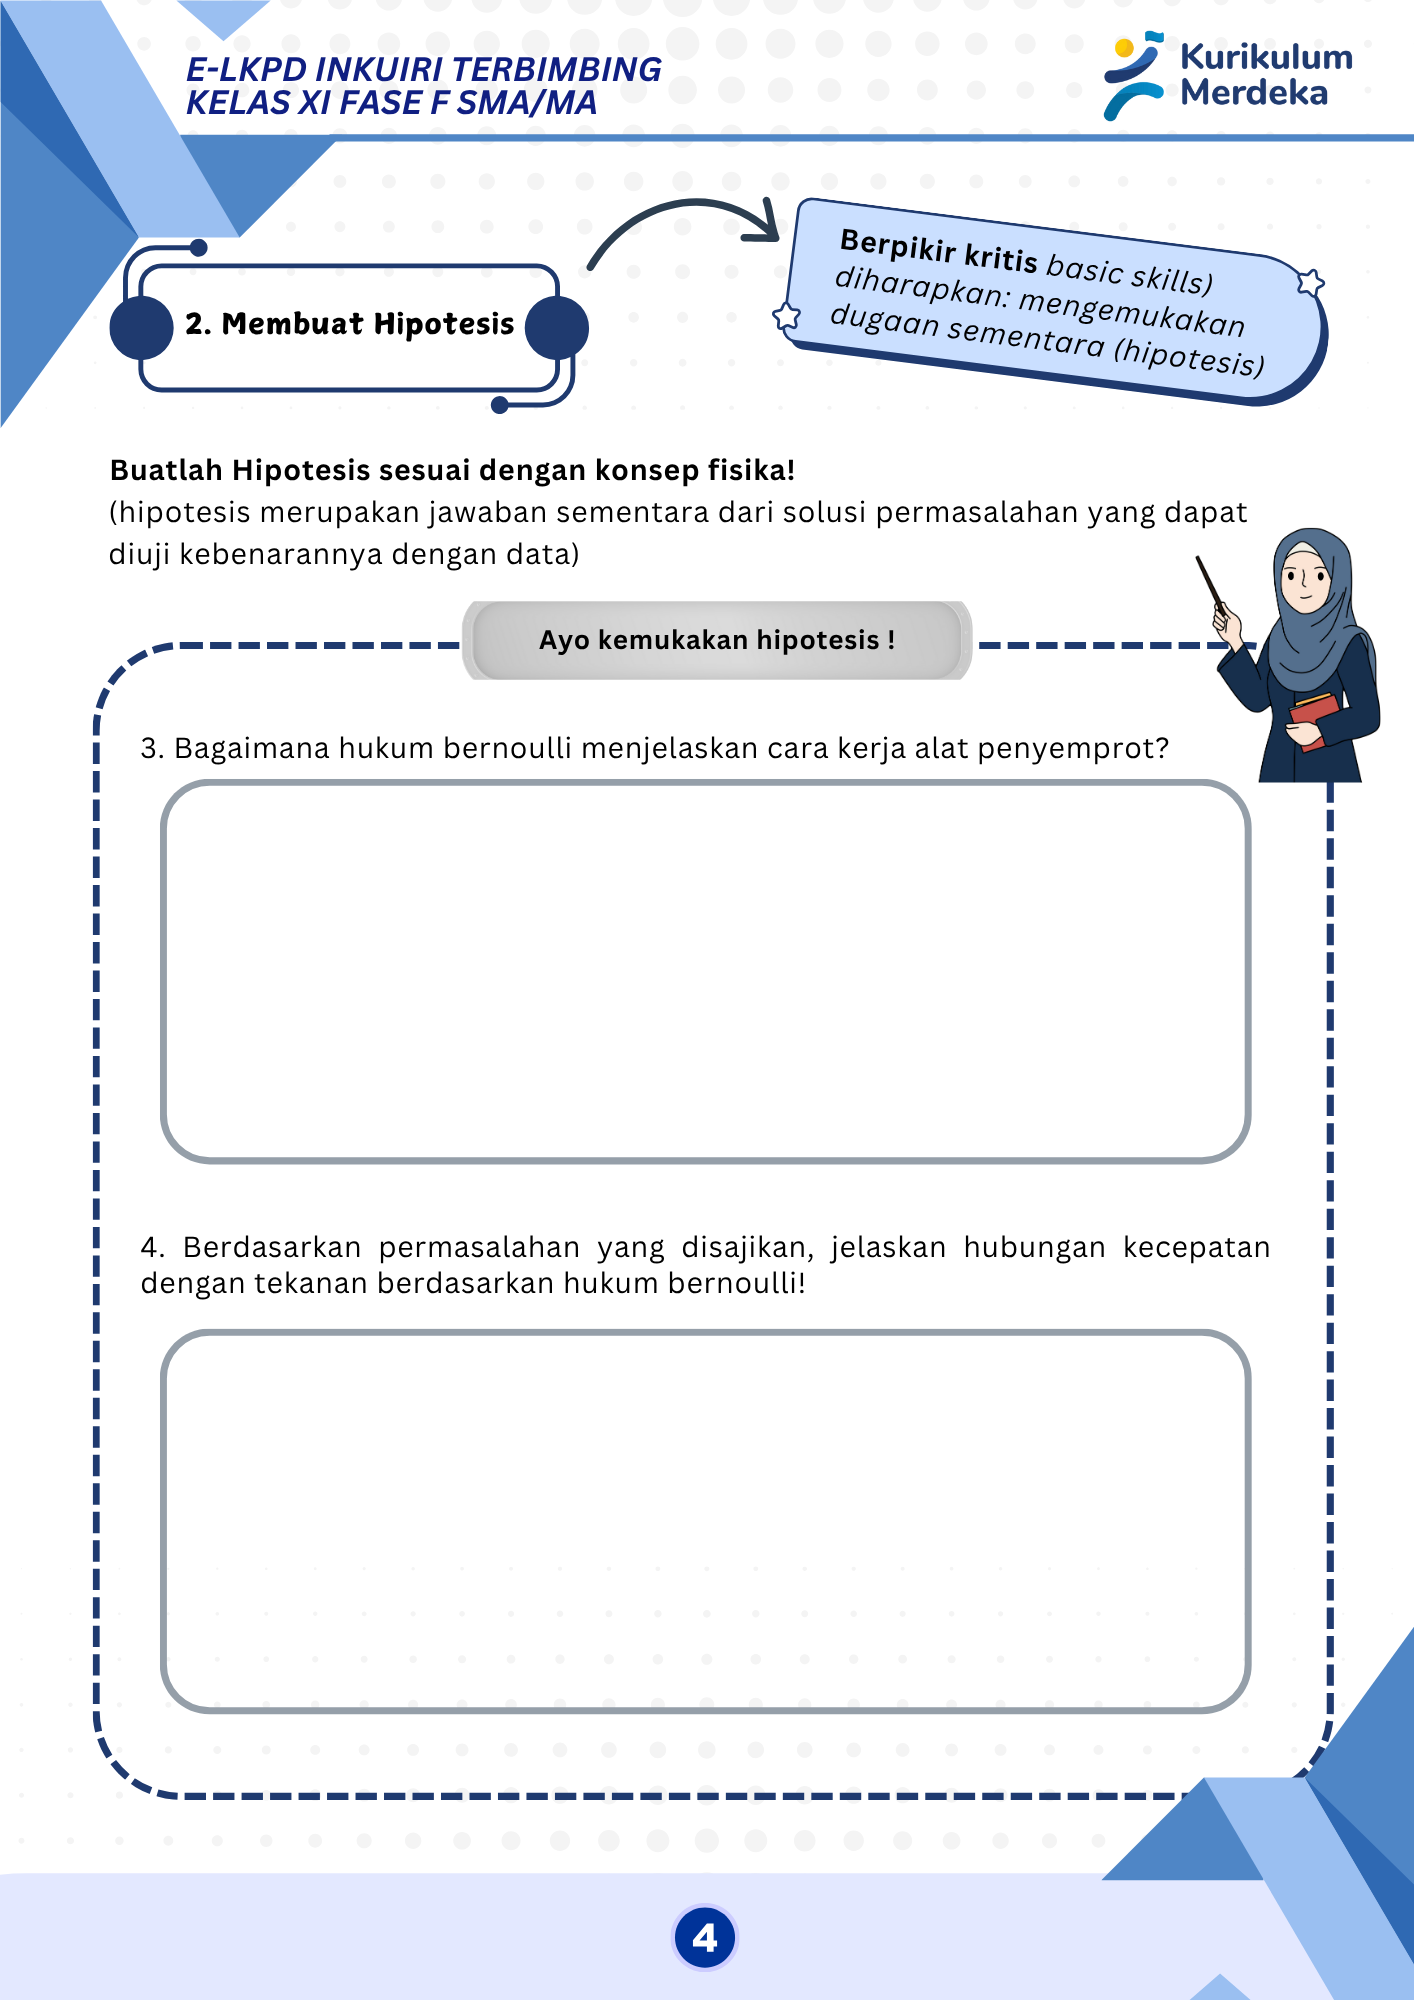 E-LKPD INKUIRI TERBIMBING
KELAS XI FASE F SMA/MA
Kurikulum
Merdeka
2. Membuat Hipotesis
Berpikir kritis basic skills)
diharapkan: mengemukakan
dugaan sementara (hipotesis)
Buatlah Hipotesis sesuai dengan konsep fisika!
(hipotesis merupakan jawaban sementara dari solusi permasalahan yang dapat
diuji kebenarannya dengan data)
Ayo kemukakan hipotesis !
3. Bagaimana hukum bernoulli menjelaskan cara kerja alat penyemprot?
4. Berdasarkan permasalahan yang disajikan, jelaskan hubungan kecepatan
dengan tekanan berdasarkan hukum bernoulli!
4